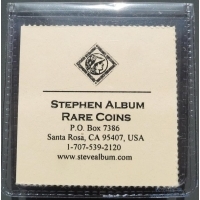 STEPHEN ALBUM
RARE COINS
P.O. Box 7386
Santa Rosa, CA 95407, USA
1-707-539-2120
www.stevealbum.com